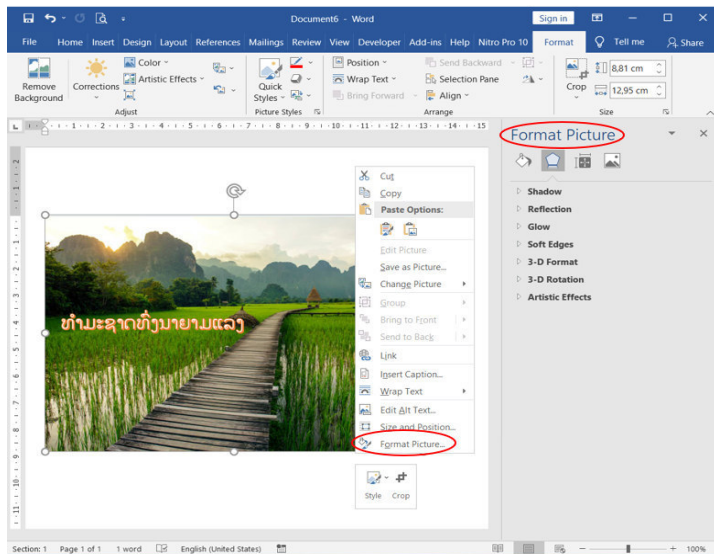 Document6 - Word
Sign in
File Home Insert Design Layout References Mailings Review View Developer Add-ins Help Nitro Pro 10 Format Tell me Share
Remove Background
Corrections
Color
Artistic Effects
Adjust
Quick Styles
Picture Styles
Position
Wrap Text
Bring Forward
Send Backward
Selection Pane
Align
Arrange
Crop
8,81 cm
12,95 cm
Size
Format Picture
Shadow
Reflection
Glow
Soft Edges
3-D Format
3-D Rotation
Artistic Effects
ທຳມະຊາດທົ່ງນາຍາມແລງ
Cut
Copy
Paste Options:
Edit Picture
Save as Picture...
Change Picture
Group
Bring to Front
Send to Back
Link
Insert Caption...
Wrap Text
Edit Alt Text...
Size and Position...
Format Picture...
Style Crop
Section: 1 Page 1 of 1 1 word English (United States) 100%